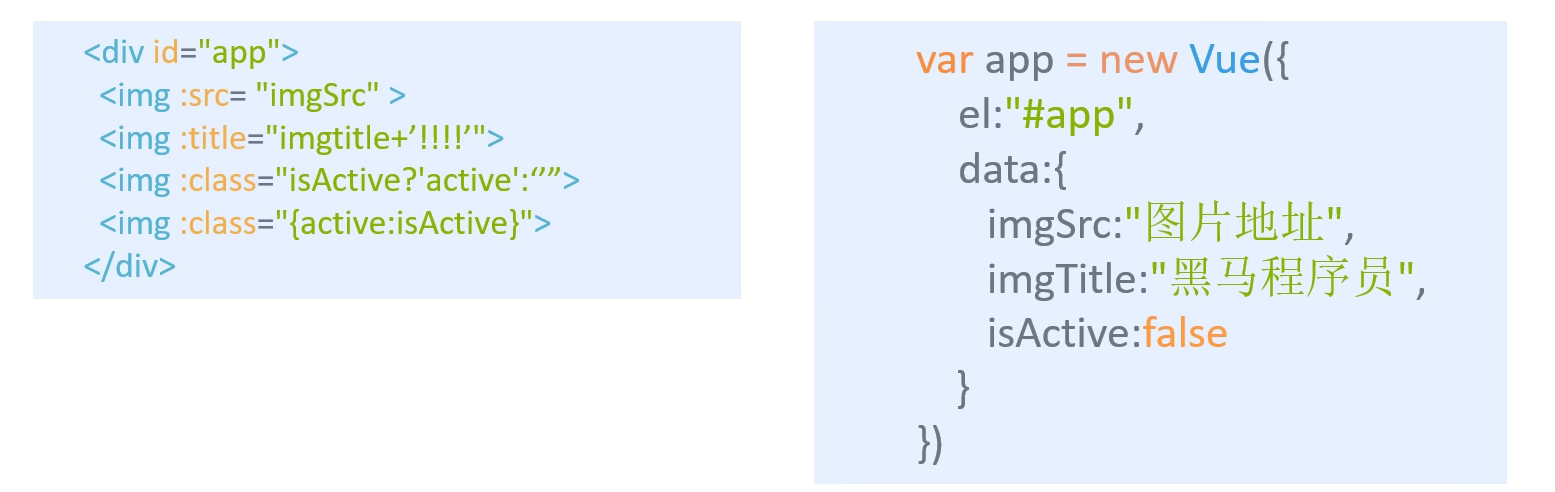 <div id="app">
<img :src= "imgSrc" >
<img :title="imgtitle+’!!!!’">
<img :class="isActive?'active':‘’”>
<img :class="{active:isActive}">
</div>
var app = new Vue({
el:"#app",
data:{
imgSrc:"图片地址",
imgTitle:"黑马程序员",
isActive:false
}
})